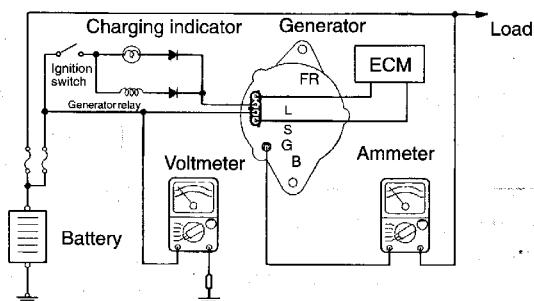 Charging indicator
Generator
Load
Ignition
switch
FR
ECM
Generator relay
L
S
G
B
Voltmeter
Ammeter
Battery